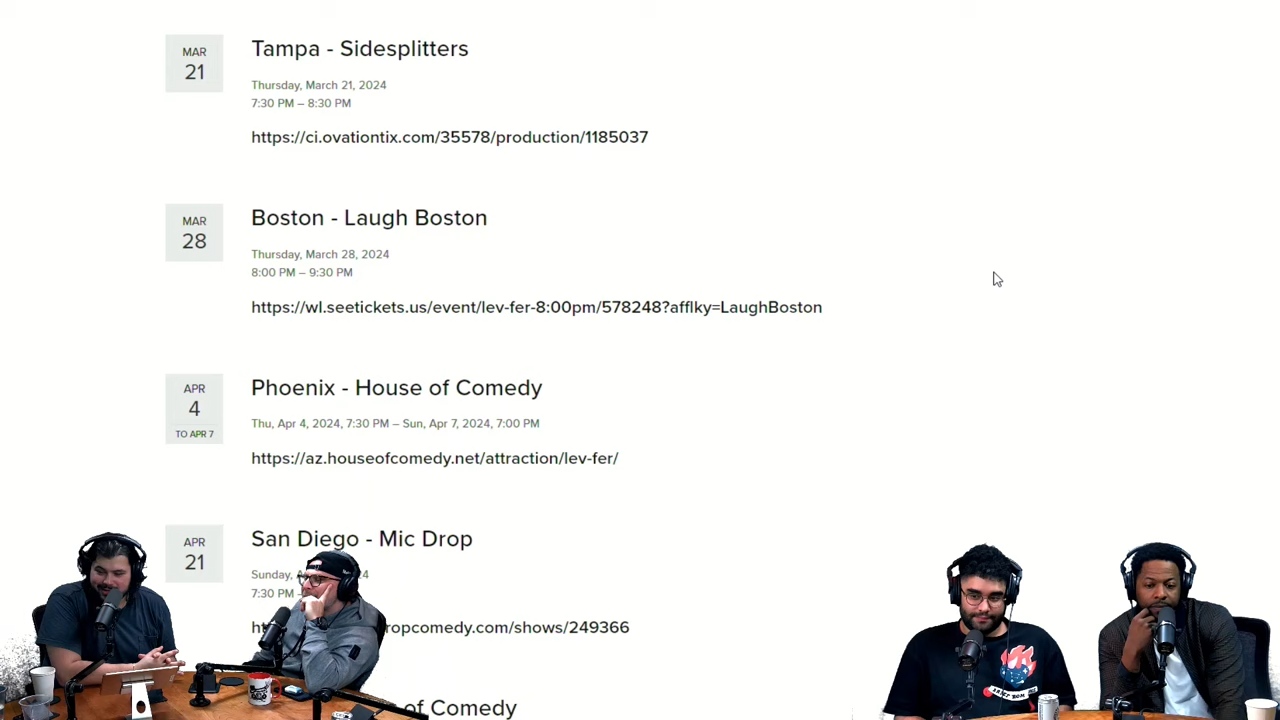 MAR
21
Tampa - Sidesplitters
Thursday, March 21, 2024
7:30 PM – 8:30 PM
https://ci.ovationtix.com/35578/production/1185037
MAR
28
Boston - Laugh Boston
Thursday, March 28, 2024
8:00 PM – 9:30 PM
https://wl.seetickets.us/event/lev-fer-8:00pm/578248?afflky=LaughBoston
APR
4
TO APR 7
Phoenix - House of Comedy
Thu, Apr 4, 2024, 7:30 PM – Sun, Apr 7, 2024, 7:00 PM
https://az.houseofcomedy.net/attraction/lev-fer/
APR
21
San Diego - Mic Drop
Sunday,
7:30 PM
ropcomedy.com/shows/249366
of Comedy